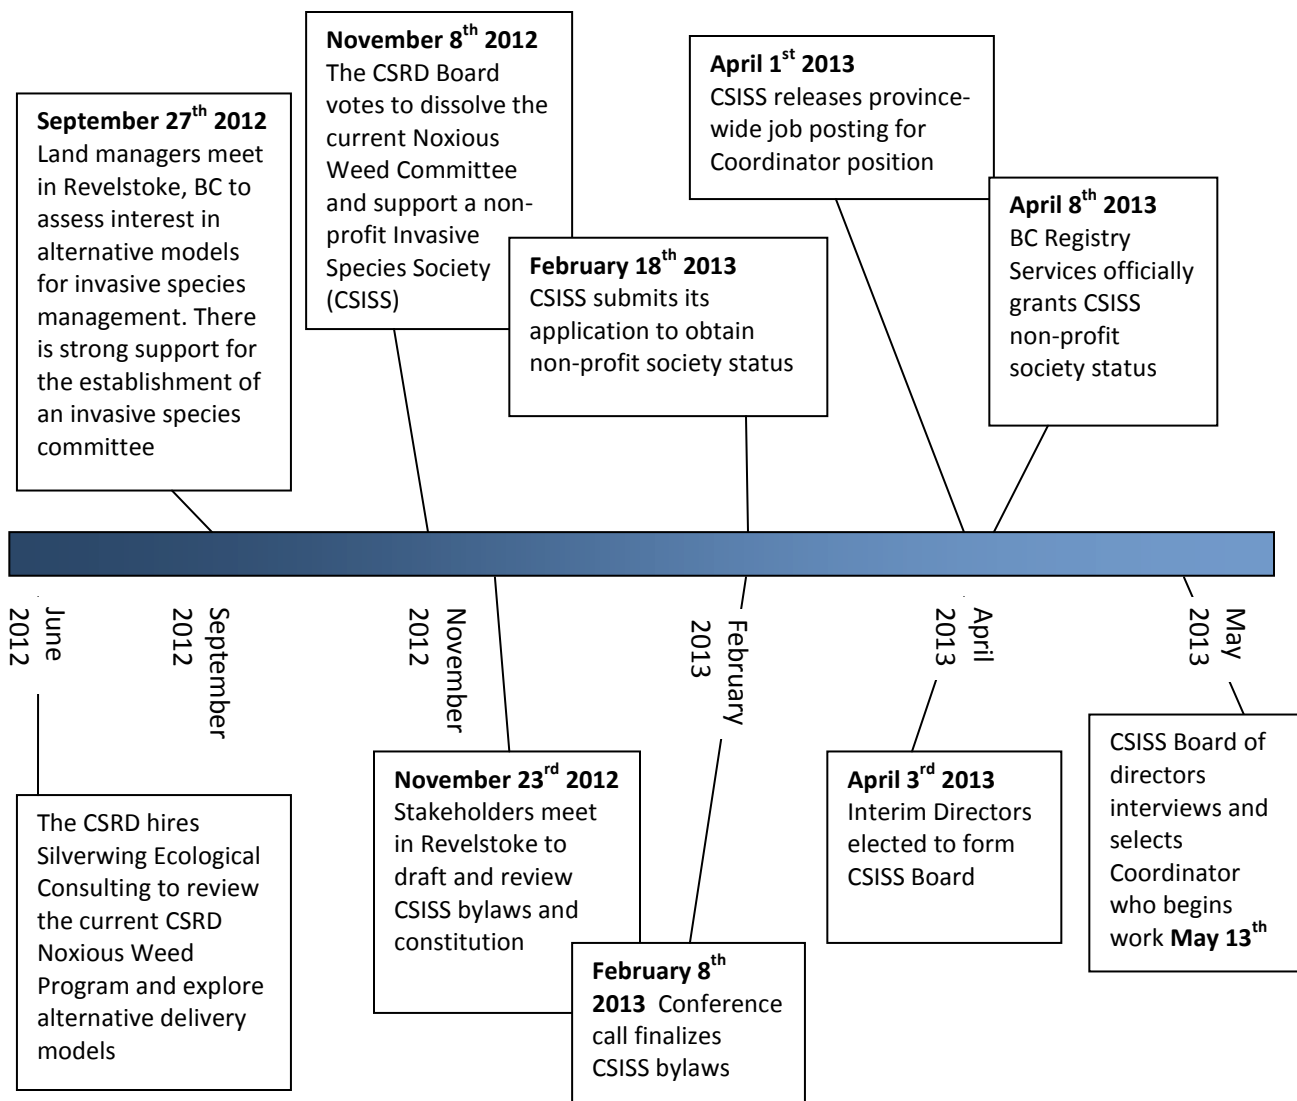 September 27th 2012
Land managers meet
in Revelstoke, BC to
assess interest in
alternative models
for invasive species
management. There
is strong support for
the establishment of
an invasive species
committee
November 8th 2012
The CSRD Board
votes to dissolve the
current Noxious
Weed Committee
and support a non-
profit Invasive
Species Society
(CSISS)
February 18th 2013
CSISS submits its
application to obtain
non-profit society status
April 1st 2013
CSISS releases province-
wide job posting for
Coordinator position
April 8th 2013
BC Registry
Services officially
grants CSISS
non-profit
society status
June
2012
September
2012
November
2012
February
2013
April
2013
May
2013
The CSRD hires
Silverwing Ecological
Consulting to review
the current CSRD
Noxious Weed
Program and explore
alternative delivery
models
November 23rd 2012
Stakeholders meet
in Revelstoke to
draft and review
CSISS bylaws and
constitution
February 8th
2013 Conference
call finalizes
CSISS bylaws
April 3rd 2013
Interim Directors
elected to form
CSISS Board
CSISS Board of
directors
interviews and
selects
Coordinator
who begins
work May 13th